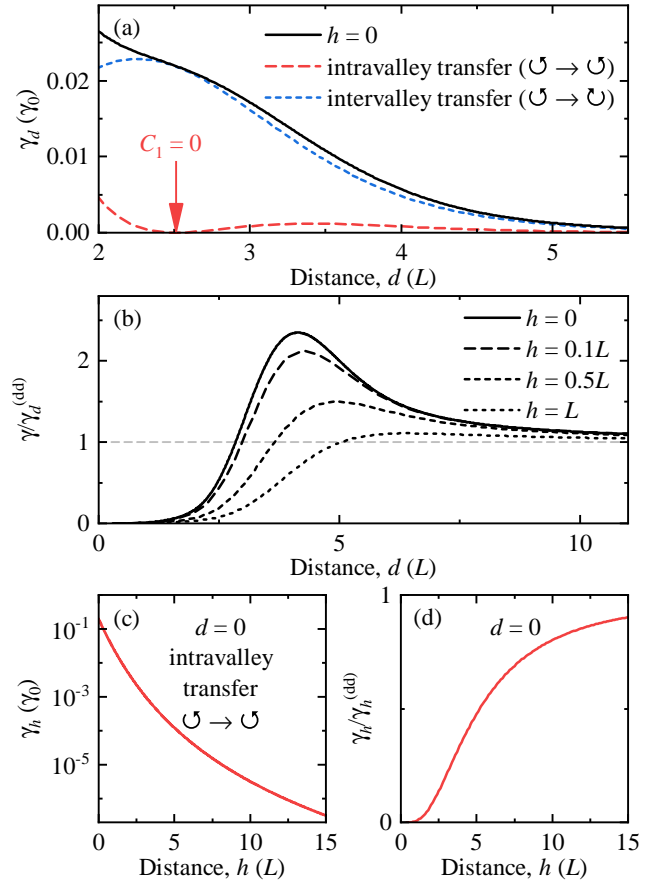 (a)
h = 0
intravalley transfer (↺ → ↺)
intervalley transfer (↺ → ↻)
C₁ = 0
γd (γ0)
0.02
0.01
0.00
2
3
4
5
Distance, d (L)
(b)
h = 0
h = 0.1L
h = 0.5L
h = L
γ/γd(dd)
2
1
0
0
5
10
Distance, d (L)
(c)
d = 0
intravalley
transfer
↺ → ↺
γh (γ0)
10⁻¹
10⁻³
10⁻⁵
0
5
10
15
Distance, h (L)
(d)
d = 0
γh/γh(dd)
1
0
0
5
10
15
Distance, h (L)